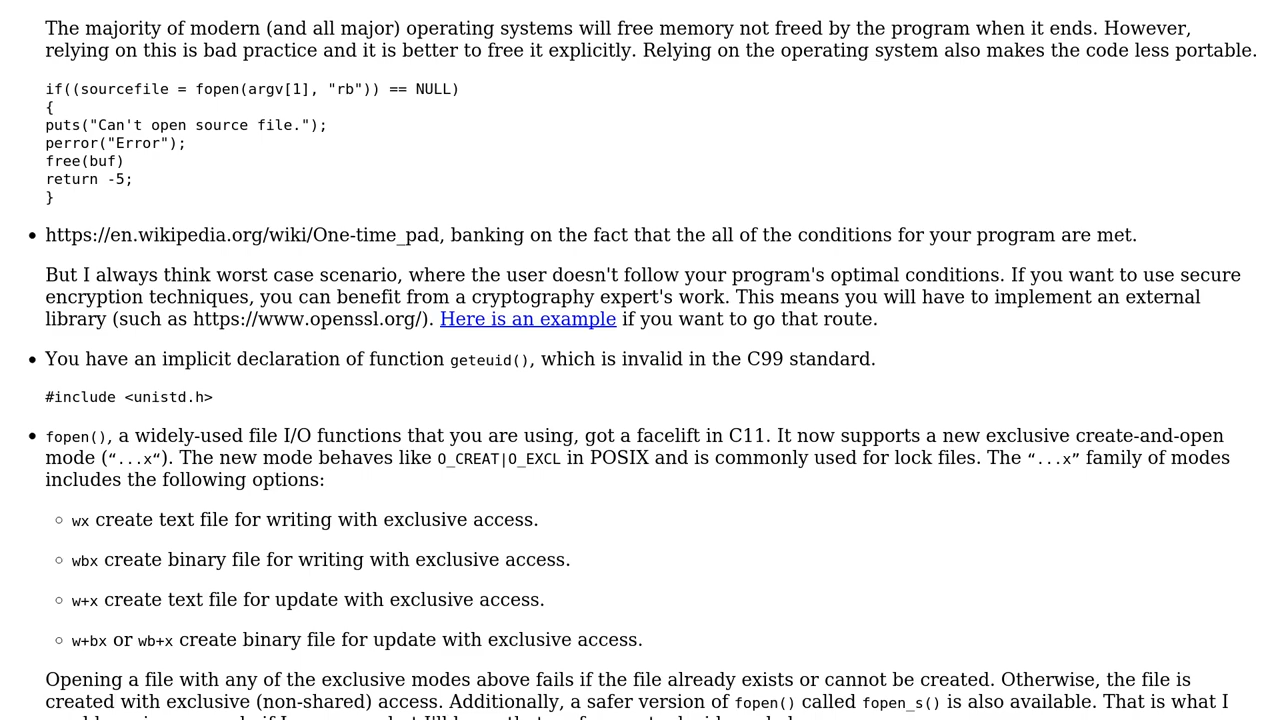 The majority of modern (and all major) operating systems will free memory not freed by the program when it ends. However,
relying on this is bad practice and it is better to free it explicitly. Relying on the operating system also makes the code less portable.
if((sourcefile = fopen(argv[1], "rb")) == NULL)
{
puts("Can't open source file.");
perror("Error");
free(buf)
return -5;
}
• https://en.wikipedia.org/wiki/One-time_pad, banking on the fact that the all of the conditions for your program are met.
But I always think worst case scenario, where the user doesn't follow your program's optimal conditions. If you want to use secure
encryption techniques, you can benefit from a cryptography expert's work. This means you will have to implement an external
library (such as https://www.openssl.org/). Here is an example if you want to go that route.
• You have an implicit declaration of function geteuid(), which is invalid in the C99 standard.
#include <unistd.h>
• fopen(), a widely-used file I/O functions that you are using, got a facelift in C11. It now supports a new exclusive create-and-open
mode (“...x“). The new mode behaves like O_CREAT|O_EXCL in POSIX and is commonly used for lock files. The “...x” family of modes
includes the following options:
◦ wx create text file for writing with exclusive access.
◦ wbx create binary file for writing with exclusive access.
◦ w+x create text file for update with exclusive access.
◦ w+bx or wb+x create binary file for update with exclusive access.
Opening a file with any of the exclusive modes above fails if the file already exists or cannot be created. Otherwise, the file is
created with exclusive (non-shared) access. Additionally, a safer version of fopen() called fopen_s() is also available. That is what I